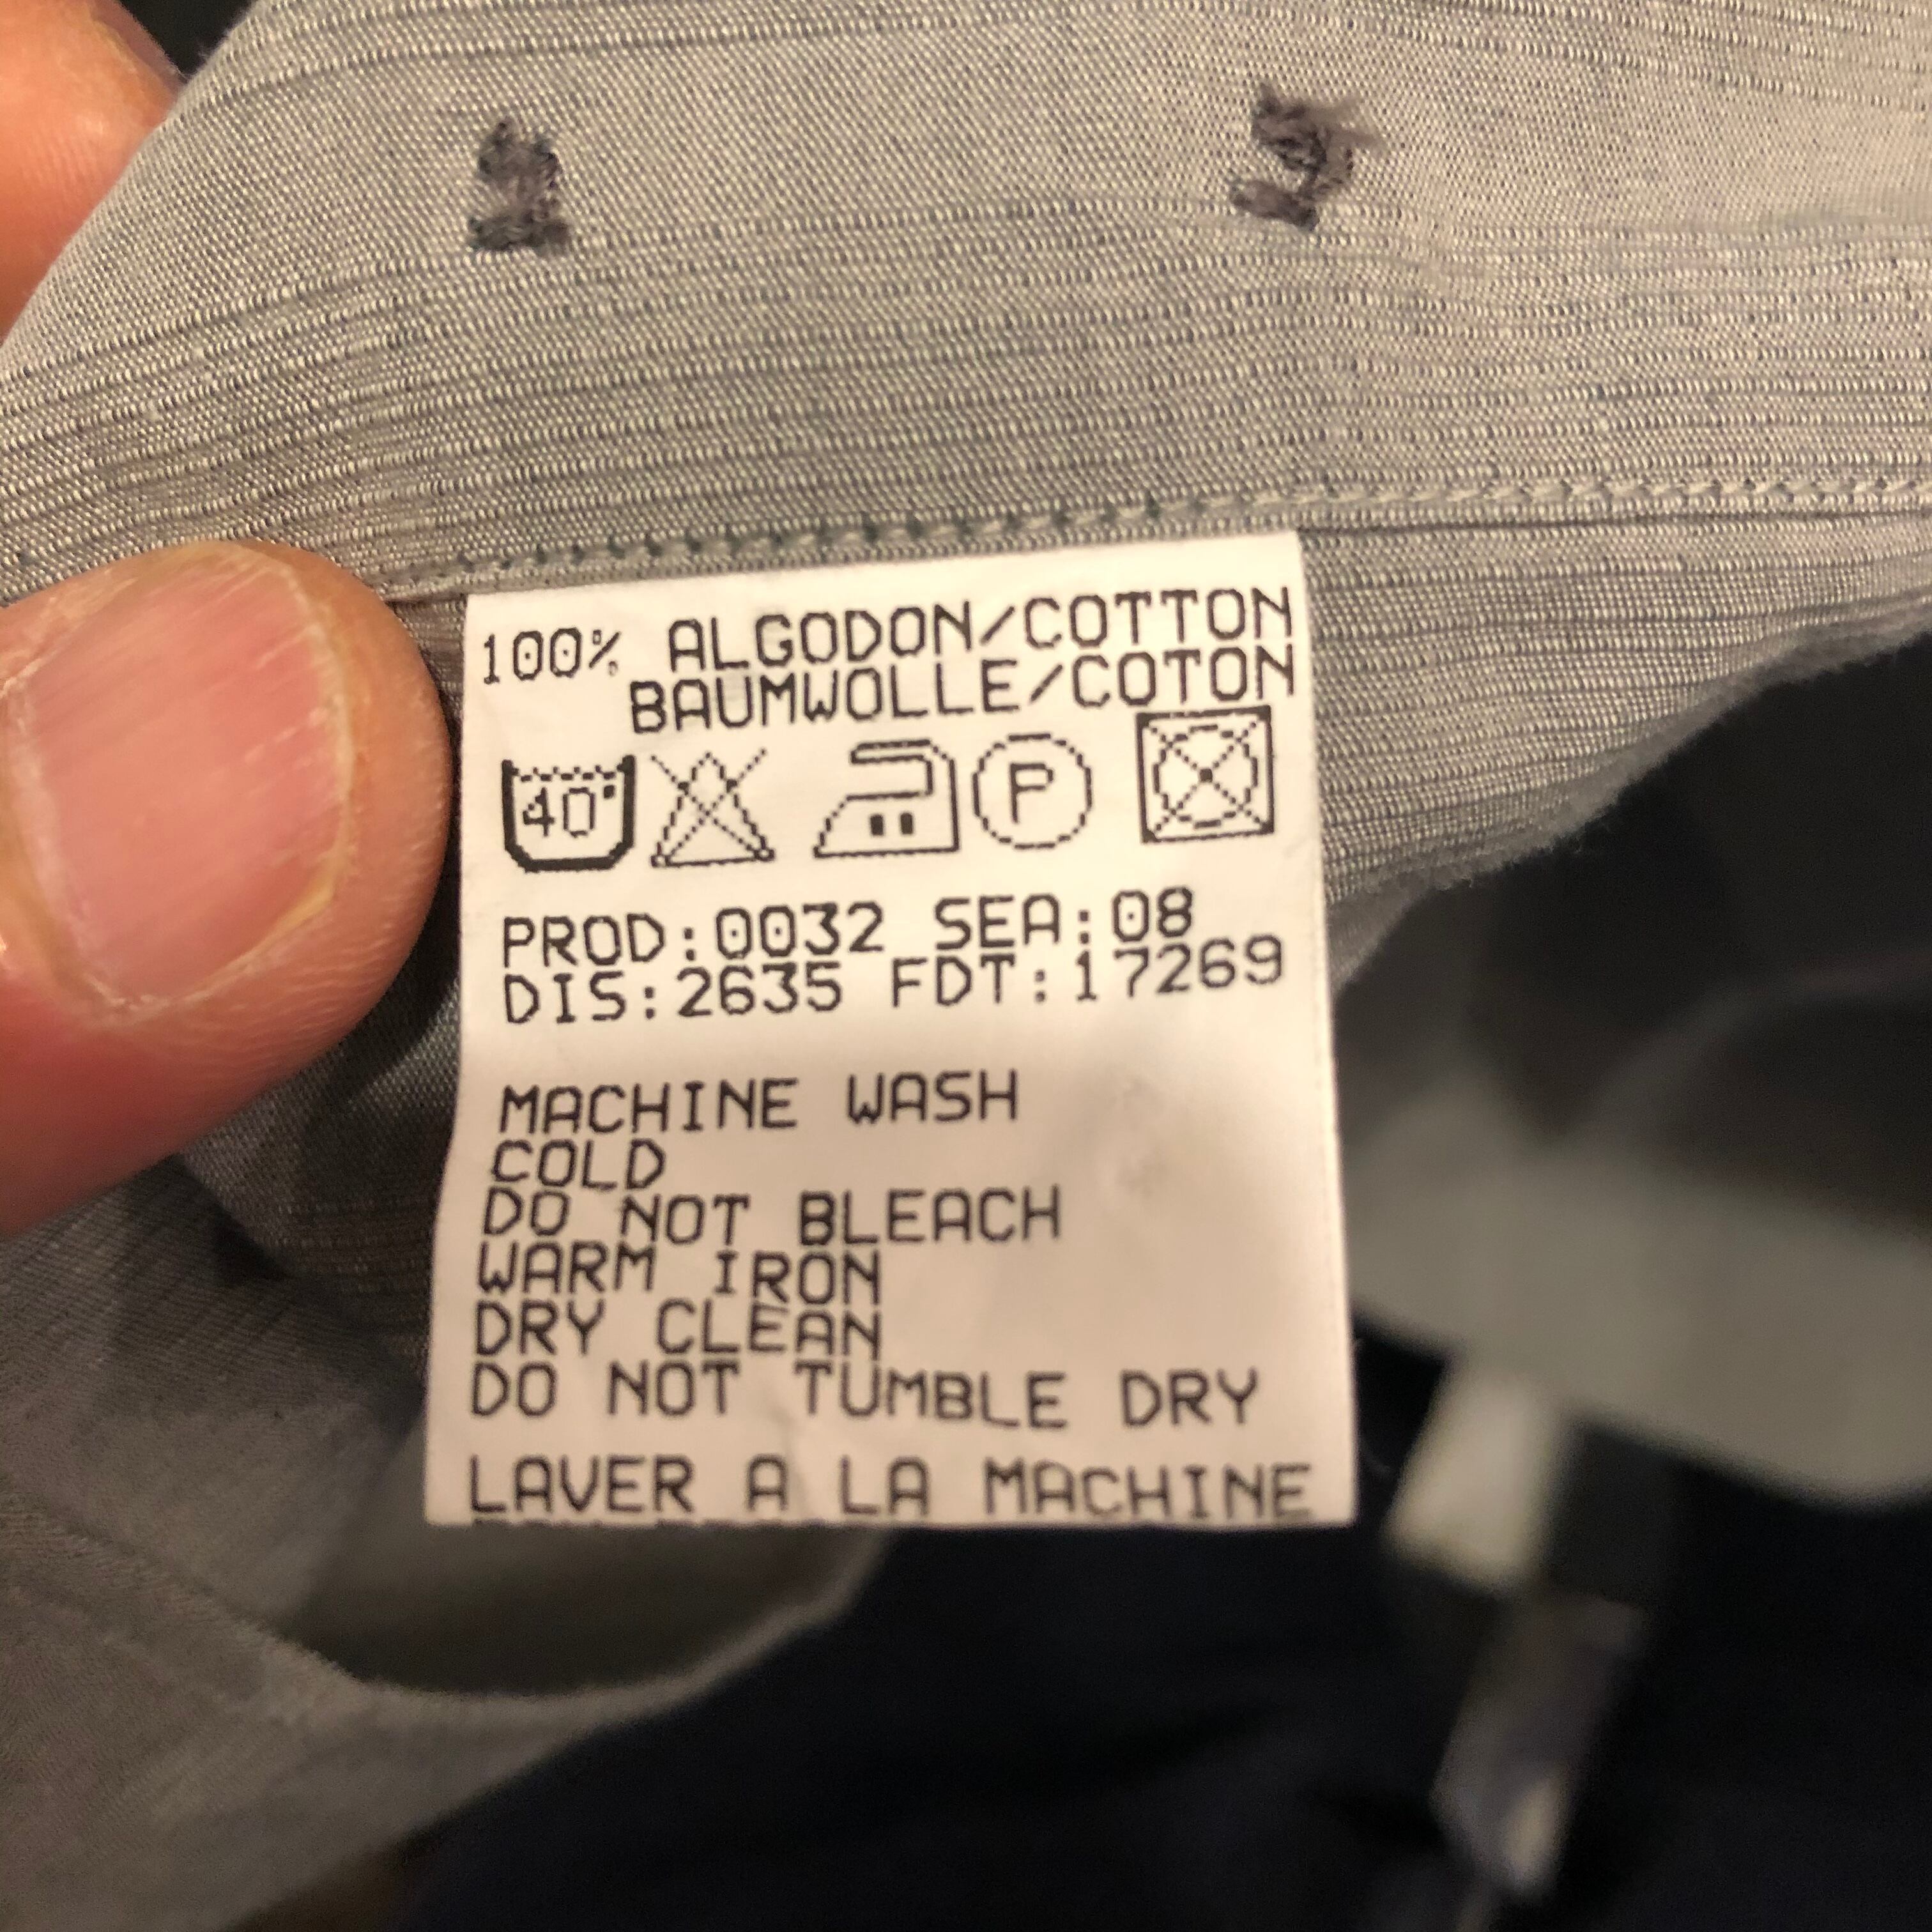 100% ALGODON/COTTON
BAUMWOLLE/COTON
40° P
PROD:0032 SEA:08
DIS:2635 FDT:17269
MACHINE WASH
COLD
DO NOT BLEACH
WARM IRON
DRY CLEAN
DO NOT TUMBLE DRY
LAVER A LA MACHINE